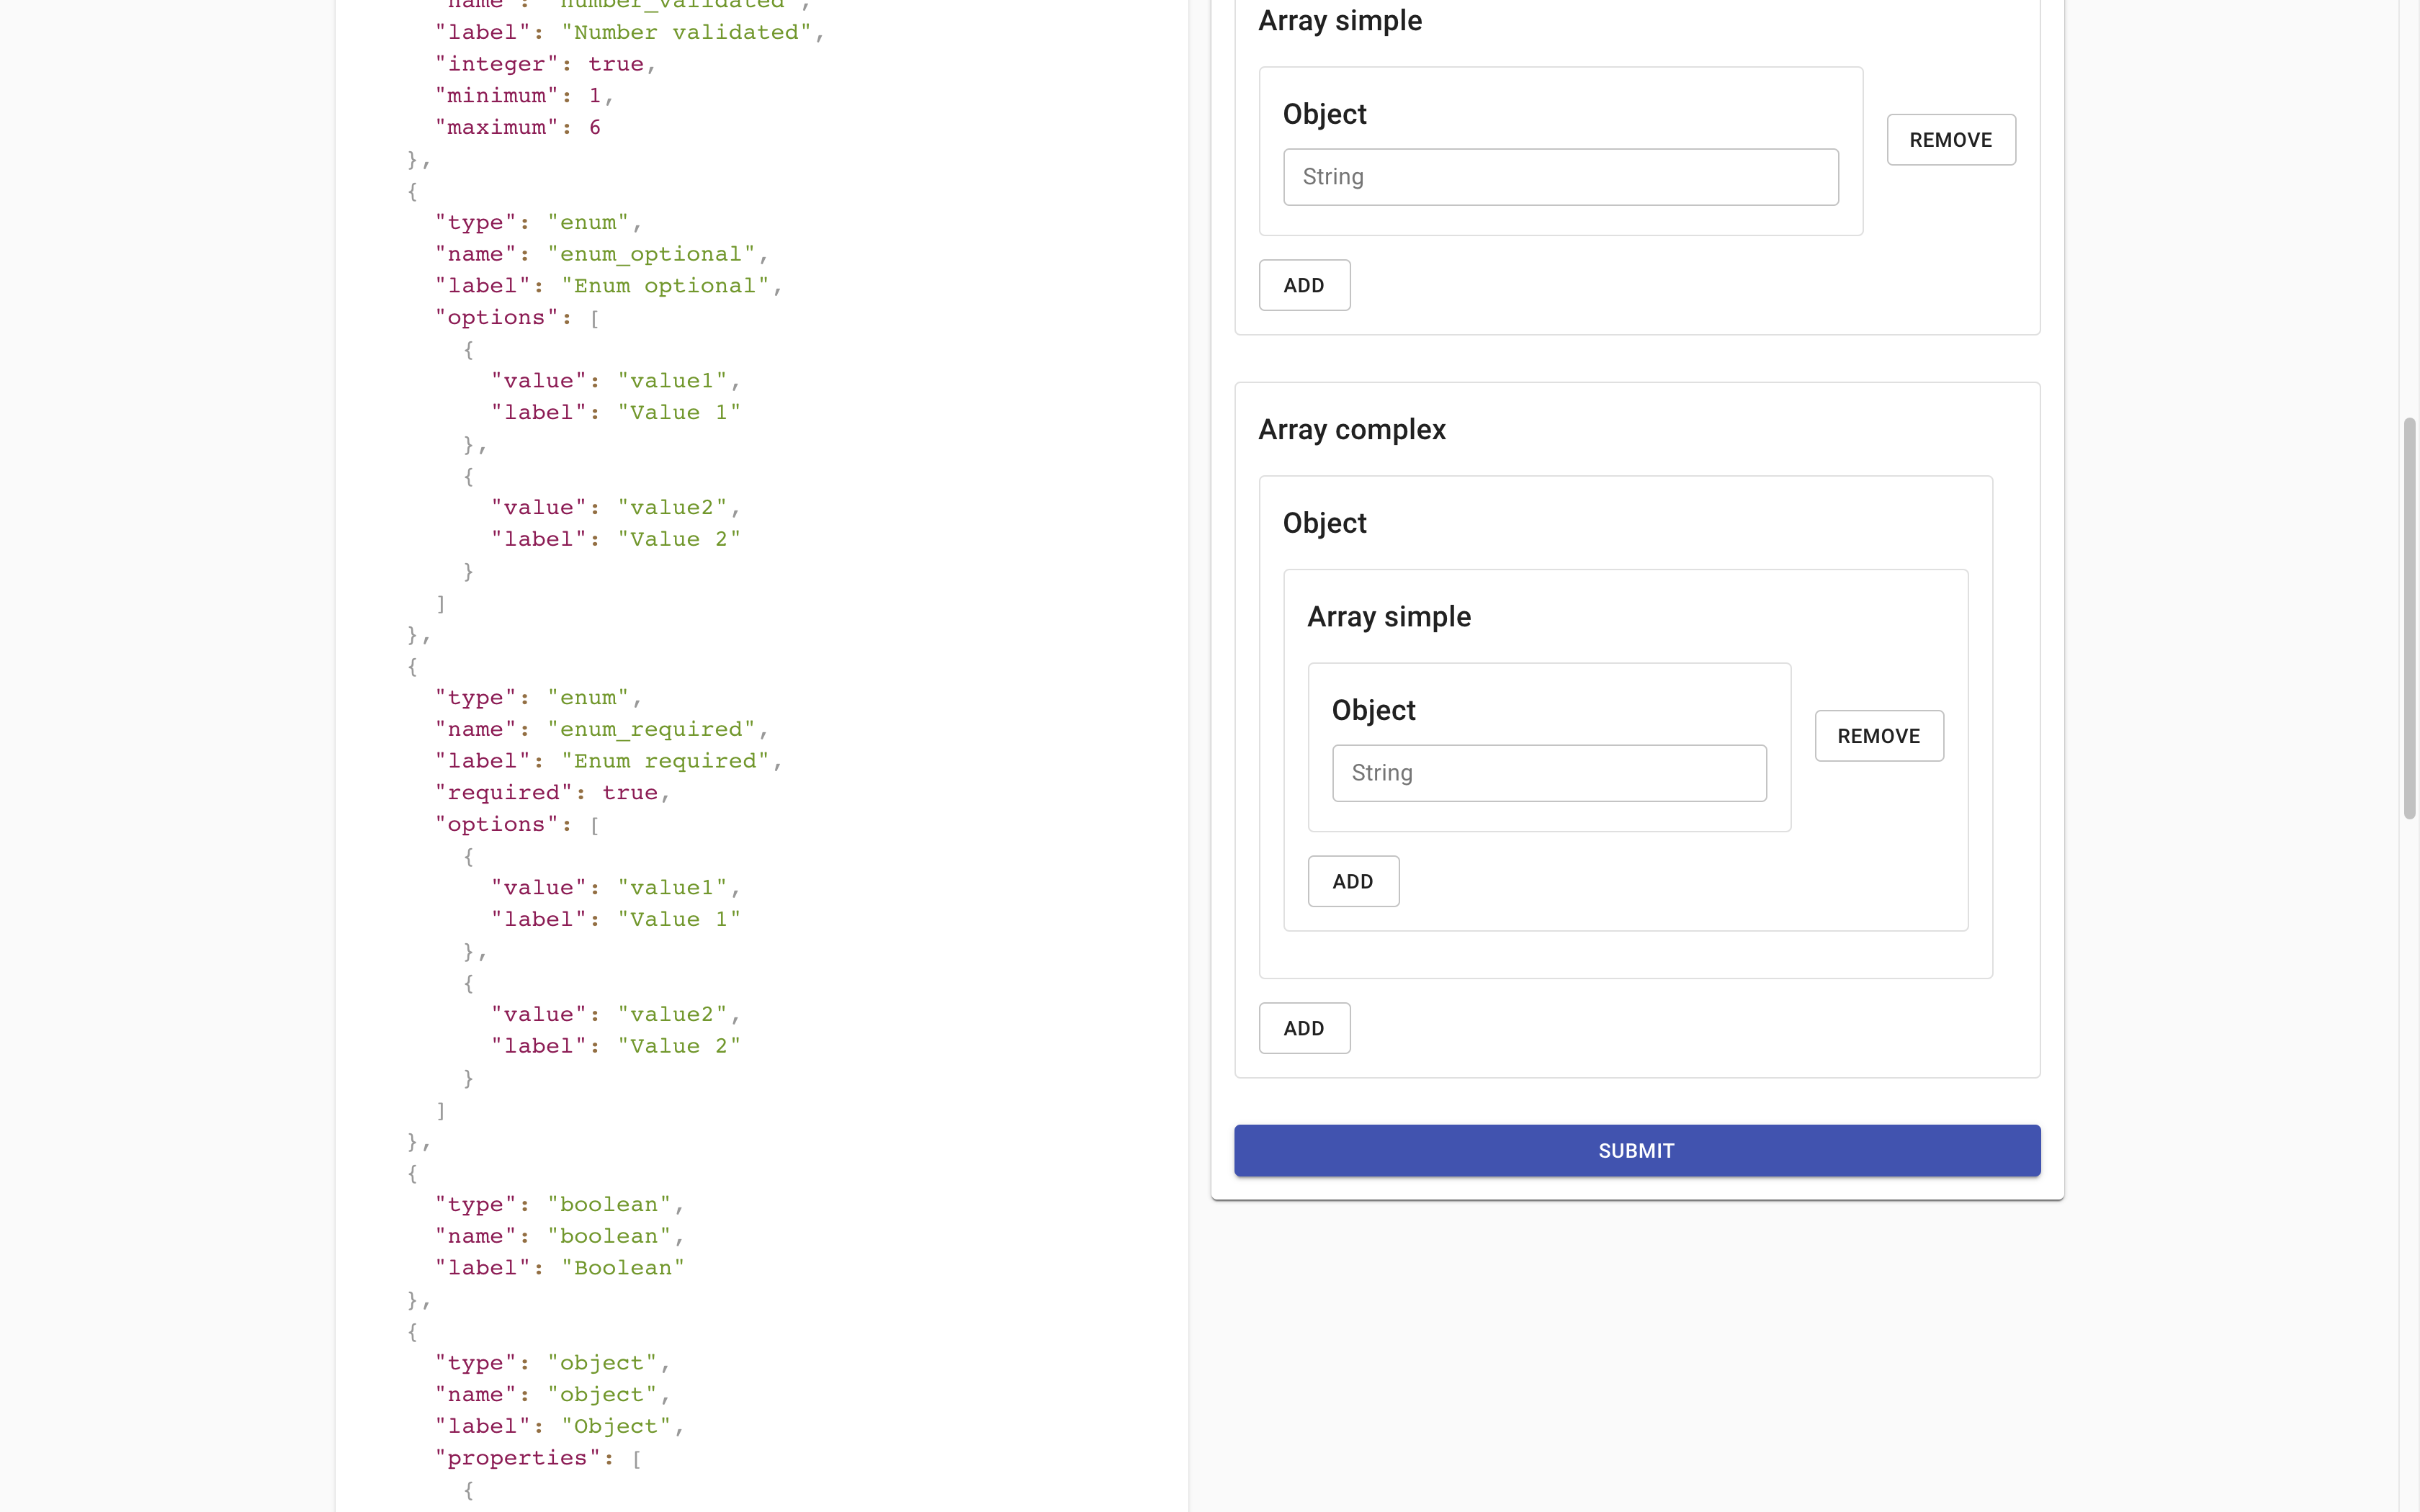 "name": "number_validated",
"label": "Number validated",
"integer": true,
"minimum": 1,
"maximum": 6
},
{
"type": "enum",
"name": "enum_optional",
"label": "Enum optional",
"options": [
{
"value": "value1",
"label": "Value 1"
},
{
"value": "value2",
"label": "Value 2"
}
]
},
{
"type": "enum",
"name": "enum_required",
"label": "Enum required",
"required": true,
"options": [
{
"value": "value1",
"label": "Value 1"
},
{
"value": "value2",
"label": "Value 2"
}
]
},
{
"type": "boolean",
"name": "boolean",
"label": "Boolean"
},
{
"type": "object",
"name": "object",
"label": "Object",
"properties": [
{
Array simple
Object
REMOVE
String
ADD
Array complex
Object
Array simple
Object
REMOVE
String
ADD
ADD
SUBMIT